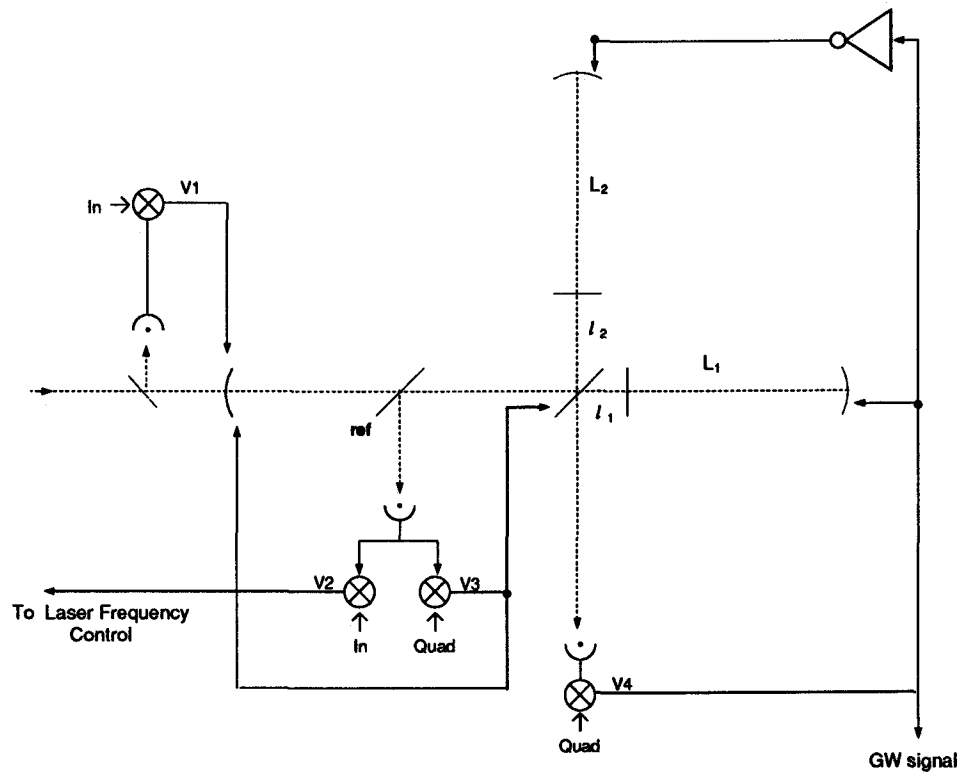 V1
In
L₂
l₂
L₁
l₁
ref
V2
V3
To Laser Frequency
Control
In
Quad
V4
Quad
GW signal